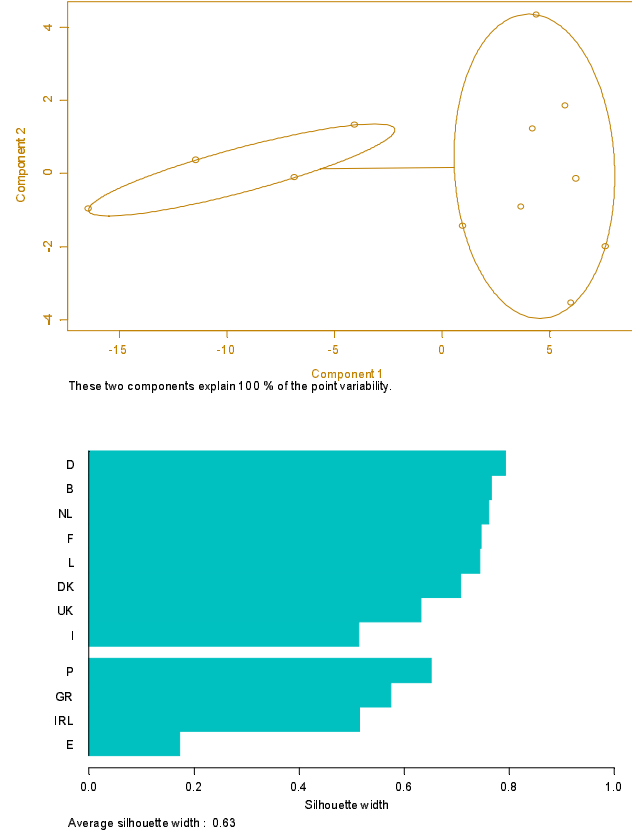 4
2
0
-2
-4
Component 2
-15 -10 -5 0 5
Component 1
These two components explain 100 % of the point variability.
D
B
NL
F
L
DK
UK
I
P
GR
IRL
E
0.0 0.2 0.4 0.6 0.8 1.0
Silhouette width
Average silhouette width : 0.63